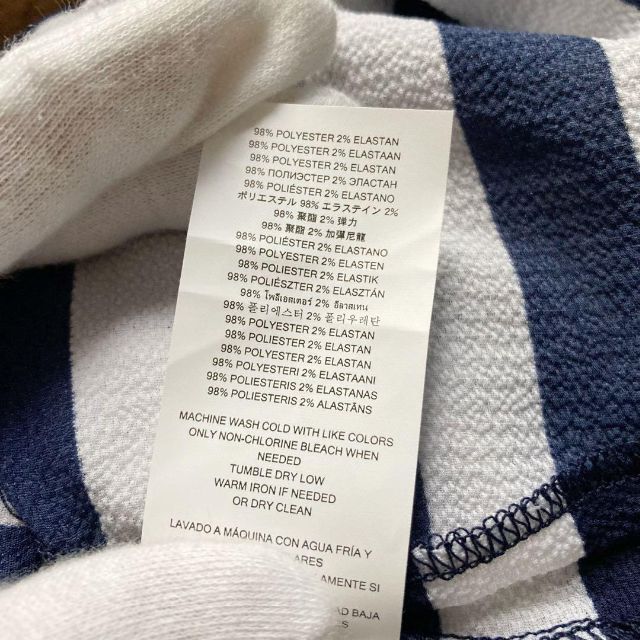 98% POLYESTER 2% ELASTAN
98% POLYESTER 2% ELASTAAN
98% POLYESTER 2% ELASTAN
98% ПОЛИЭСТЕР 2% ЭЛАСТАН
98% POLIÉSTER 2% ELASTANO
ポリエステル 98% エラステイン 2%
98% 聚酯 2% 弹力
98% 聚酯 2% 加彈尼龍
98% POLIÉSTER 2% ELASTANO
98% POLYESTER 2% ELASTEN
98% POLIESTER 2% ELASTIK
98% POLIÉSZTER 2% ELASZTÁN
98% โพลีเอสเตอร์ 2% อีลาสเทน
98% 폴리에스터 2% 폴리우레탄
98% POLYESTER 2% ELASTAN
98% POLYESTER 2% ELASTAN
98% POLYESTERI 2% ELASTAANI
98% POLIESTERIS 2% ELASTANAS
98% POLIESTERIS 2% ALASTĀNS
MACHINE WASH COLD WITH LIKE COLORS
ONLY NON-CHLORINE BLEACH WHEN
NEEDED
TUMBLE DRY LOW
WARM IRON IF NEEDED
OR DRY CLEAN
LAVADO A MÁQUINA CON AGUA FRÍA Y
SI
BAJA